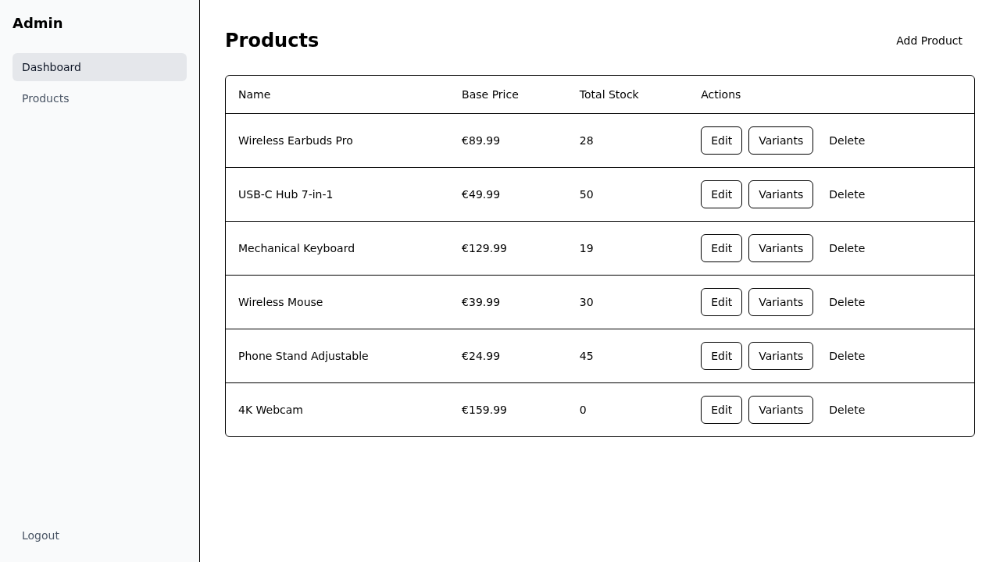 Admin
Dashboard
Products
Logout
Products
Add Product
Name Base Price Total Stock Actions
Wireless Earbuds Pro €89.99 28 Edit Variants Delete
USB-C Hub 7-in-1 €49.99 50 Edit Variants Delete
Mechanical Keyboard €129.99 19 Edit Variants Delete
Wireless Mouse €39.99 30 Edit Variants Delete
Phone Stand Adjustable €24.99 45 Edit Variants Delete
4K Webcam €159.99 0 Edit Variants Delete